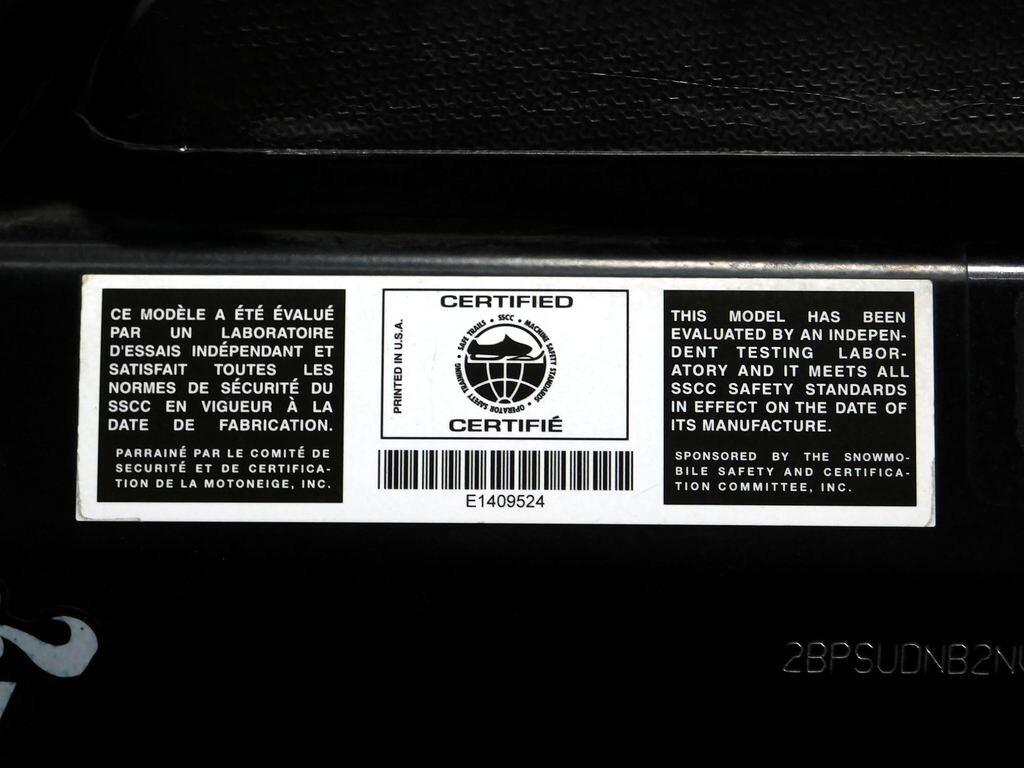 CE MODÈLE A ÉTÉ ÉVALUÉ
PAR UN LABORATOIRE
D'ESSAIS INDÉPENDANT ET
SATISFAIT TOUTES LES
NORMES DE SÉCURITÉ DU
SSCC EN VIGUEUR À LA
DATE DE FABRICATION.
PARRAINÉ PAR LE COMITÉ DE
SECURITÉ ET DE CERTIFICA-
TION DE LA MOTONEIGE, INC.
PRINTED IN U.S.A.
CERTIFIED
SAFE TRAILS • SSCC • MACHINE SAFETY STANDARDS • OPERATOR SAFETY TRAINING •
CERTIFIÉ
E1409524
THIS MODEL HAS BEEN
EVALUATED BY AN INDEPEN-
DENT TESTING LABOR-
ATORY AND IT MEETS ALL
SSCC SAFETY STANDARDS
IN EFFECT ON THE DATE OF
ITS MANUFACTURE.
SPONSORED BY THE SNOWMO-
BILE SAFETY AND CERTIFICA-
TION COMMITTEE, INC.
2BPSUDNB2N